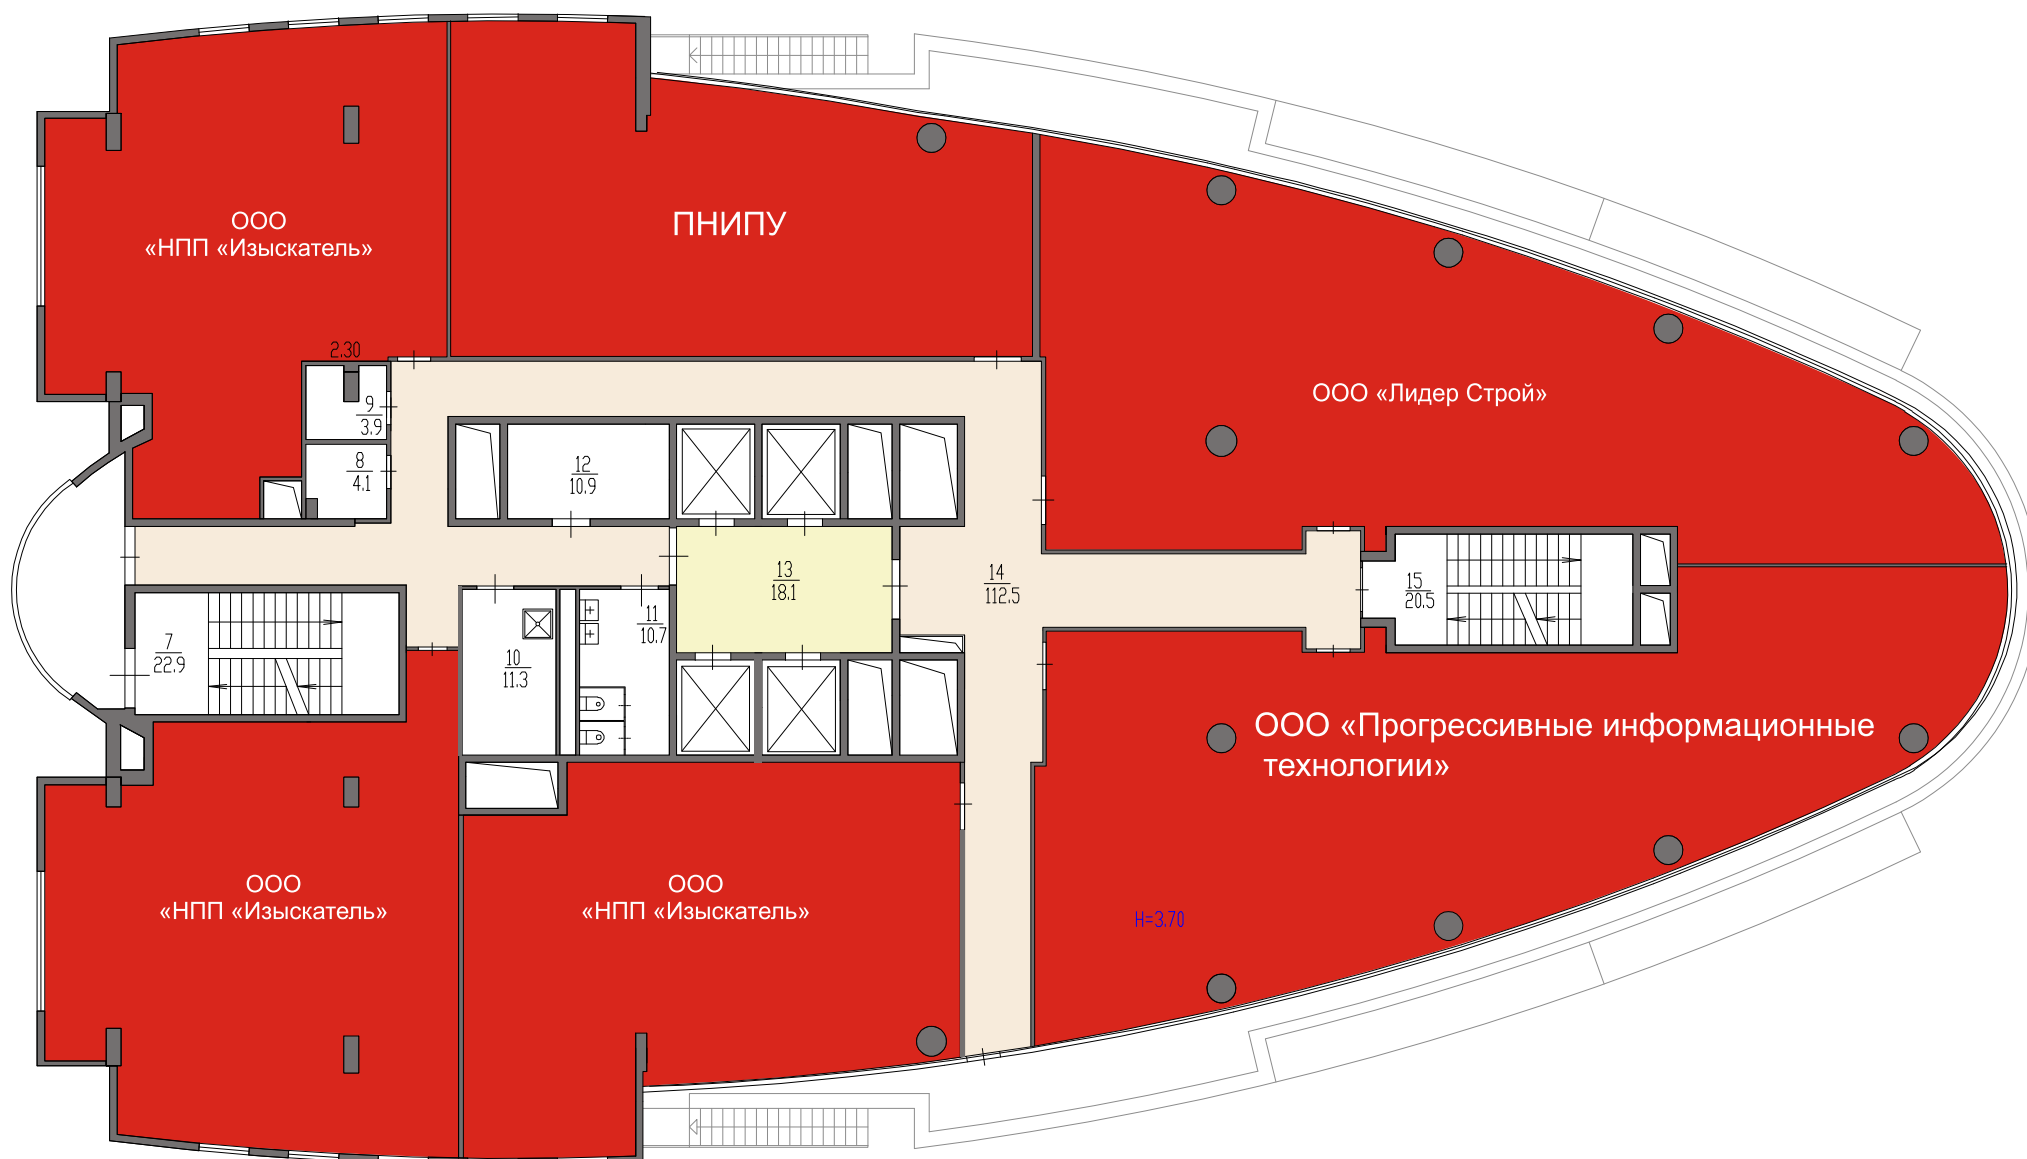 ООО
«НПП «Изыскатель»
ПНИПУ
2.30
9
3.9
8
4.1
12
10.9
ООО «Лидер Строй»
13
18.1
14
112.5
15
20.5
7
22.9
10
11.3
11
10.7
ООО «Прогрессивные информационные
технологии»
ООО
«НПП «Изыскатель»
ООО
«НПП «Изыскатель»
H=3.70